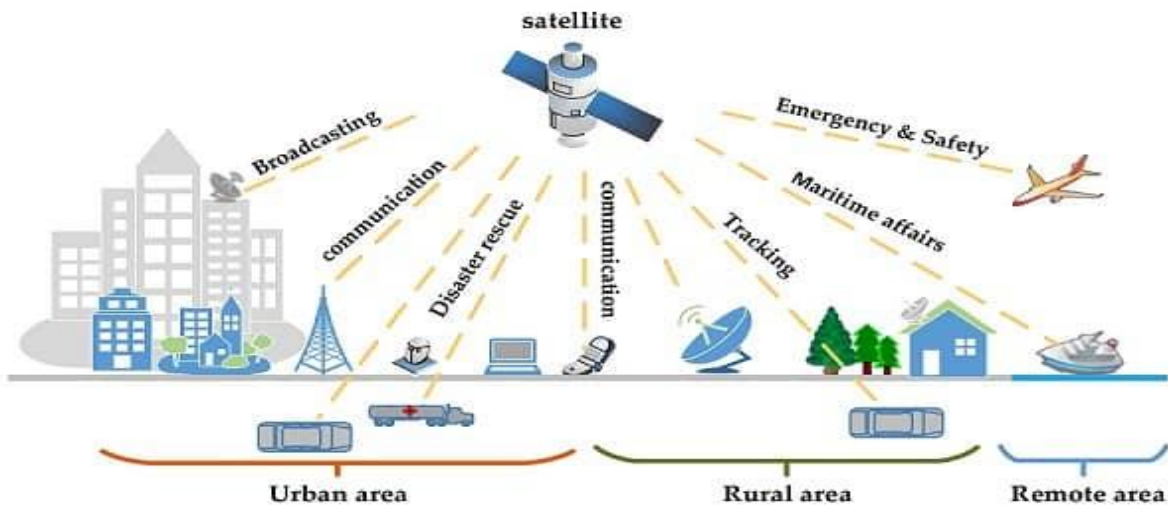 satellite
Broadcasting
communication
Disaster rescue
communication
Tracking
Maritime affairs
Emergency & Safety
Urban area
Rural area
Remote area